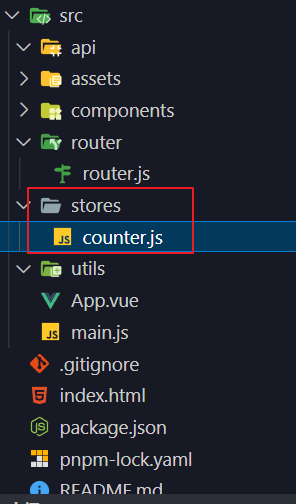 src
api
assets
components
router
router.js
stores
JS counter.js
utils
App.vue
JS main.js
.gitignore
index.html
package.json
pnpm-lock.yaml
README.md